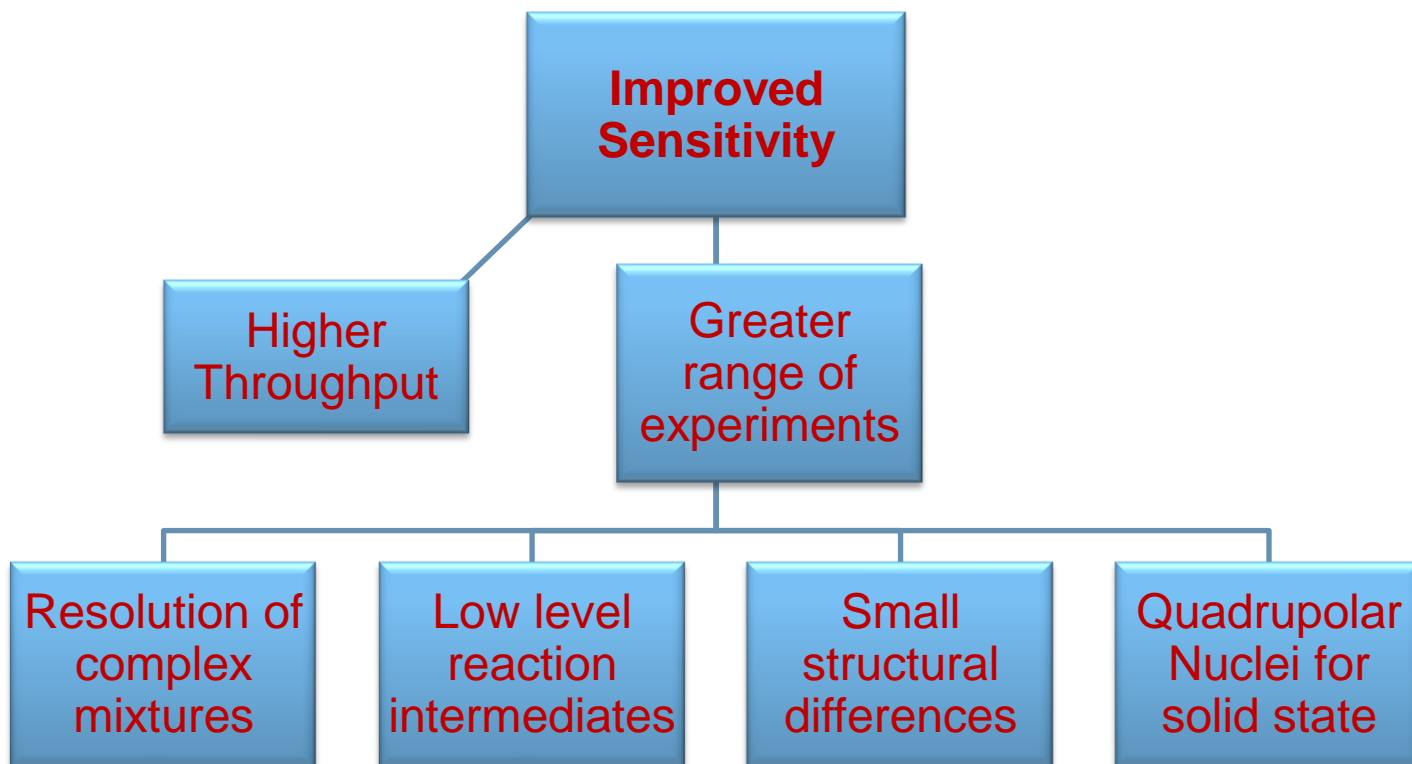 Improved
Sensitivity
Higher
Throughput
Greater
range of
experiments
Resolution of
complex
mixtures
Low level
reaction
intermediates
Small
structural
differences
Quadrupolar
Nuclei for
solid state